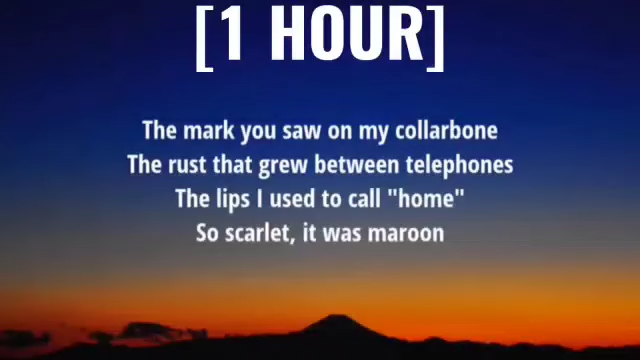 [1 HOUR]
The mark you saw on my collarbone
The rust that grew between telephones
The lips I used to call "home"
So scarlet, it was maroon